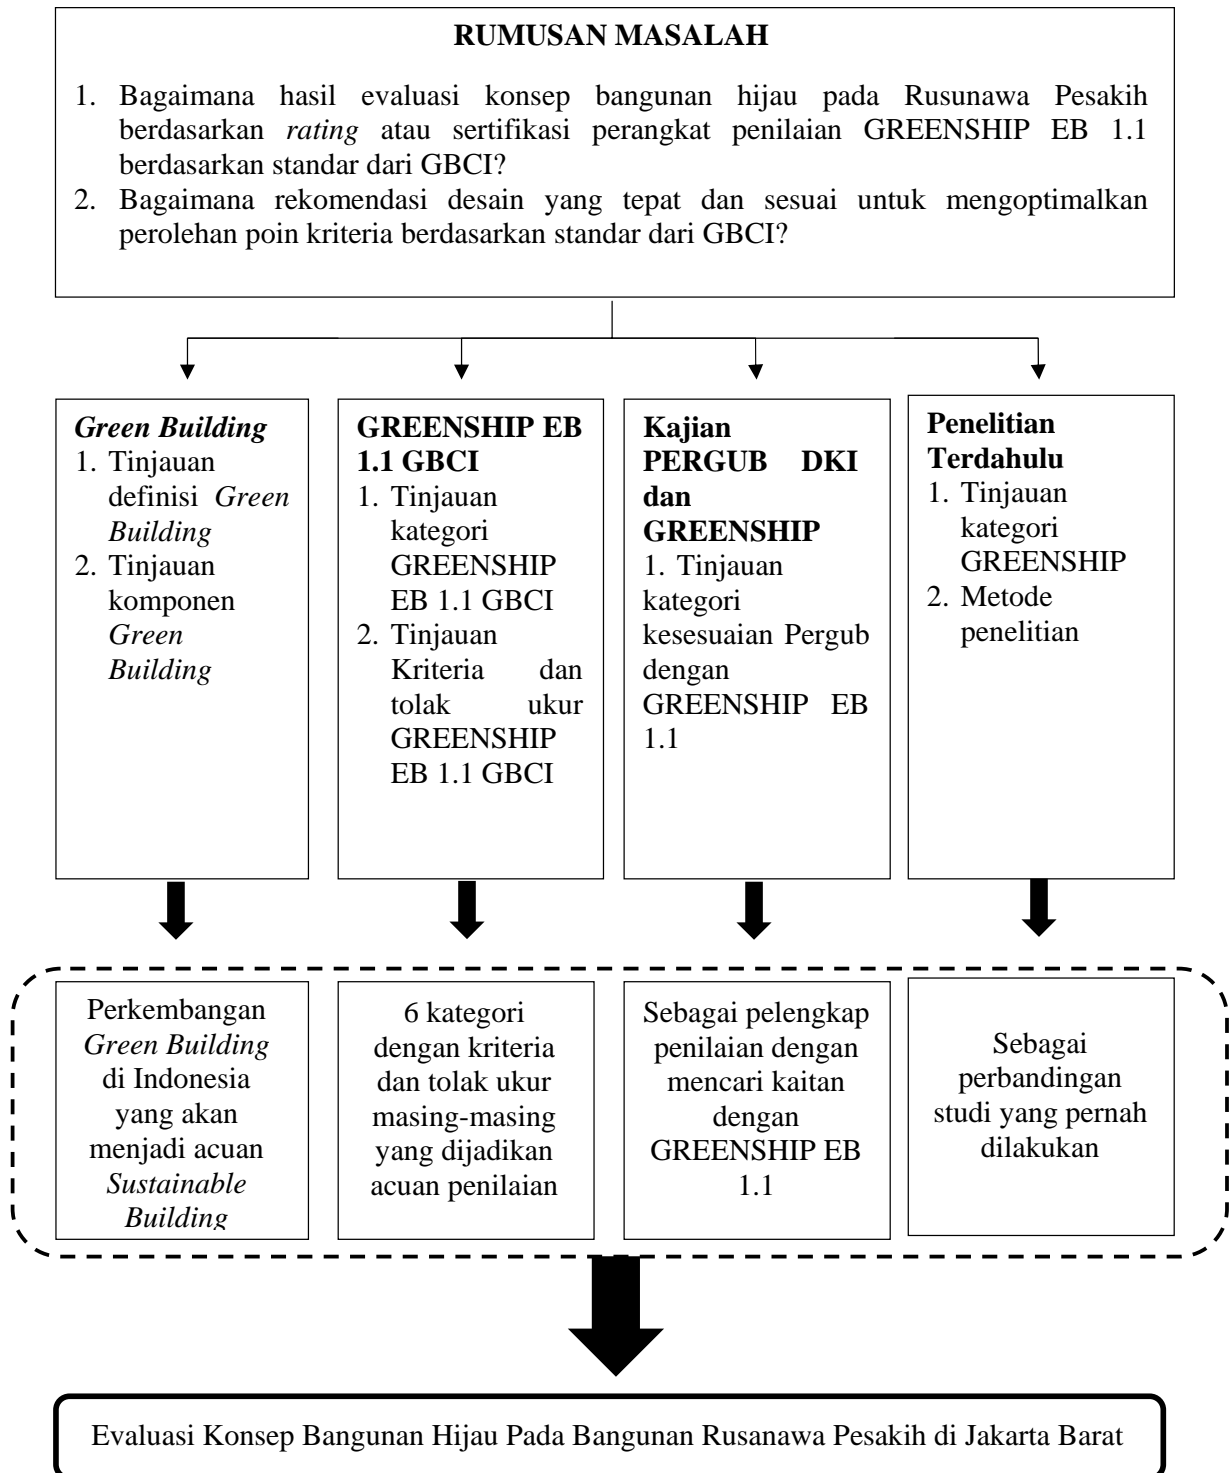 RUMUSAN MASALAH
1. Bagaimana hasil evaluasi konsep bangunan hijau pada Rusunawa Pesakih
berdasarkan rating atau sertifikasi perangkat penilaian GREENSHIP EB 1.1
berdasarkan standar dari GBCI?
2. Bagaimana rekomendasi desain yang tepat dan sesuai untuk mengoptimalkan
perolehan poin kriteria berdasarkan standar dari GBCI?
Green Building
1. Tinjauan
definisi Green
Building
2. Tinjauan
komponen
Green
Building
GREENSHIP EB
1.1 GBCI
1. Tinjauan
kategori
GREENSHIP
EB 1.1 GBCI
2. Tinjauan
Kriteria dan
tolak ukur
GREENSHIP
EB 1.1 GBCI
Kajian
PERGUB DKI
dan
GREENSHIP
1. Tinjauan
kategori
kesesuaian Pergub
dengan
GREENSHIP EB
1.1
Penelitian
Terdahulu
1. Tinjauan
kategori
GREENSHIP
2. Metode
penelitian
Perkembangan
Green Building
di Indonesia
yang akan
menjadi acuan
Sustainable
Building
6 kategori
dengan kriteria
dan tolak ukur
masing-masing
yang dijadikan
acuan penilaian
Sebagai pelengkap
penilaian dengan
mencari kaitan
dengan
GREENSHIP EB
1.1
Sebagai
perbandingan
studi yang pernah
dilakukan
Evaluasi Konsep Bangunan Hijau Pada Bangunan Rusanawa Pesakih di Jakarta Barat